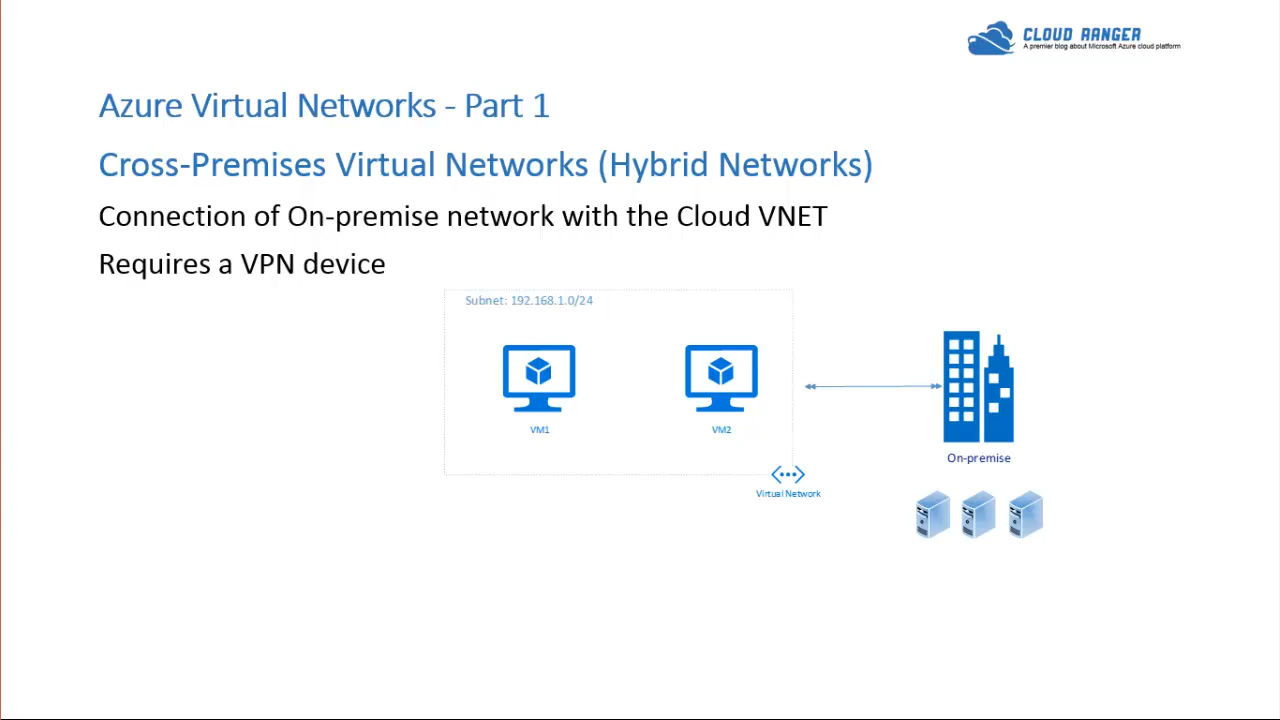 CLOUD RANGER
A premier blog about Microsoft Azure cloud platform
Azure Virtual Networks - Part 1
Cross-Premises Virtual Networks (Hybrid Networks)
Connection of On-premise network with the Cloud VNET
Requires a VPN device
Subnet: 192.168.1.0/24
VM1
VM2
On-premise
Virtual Network